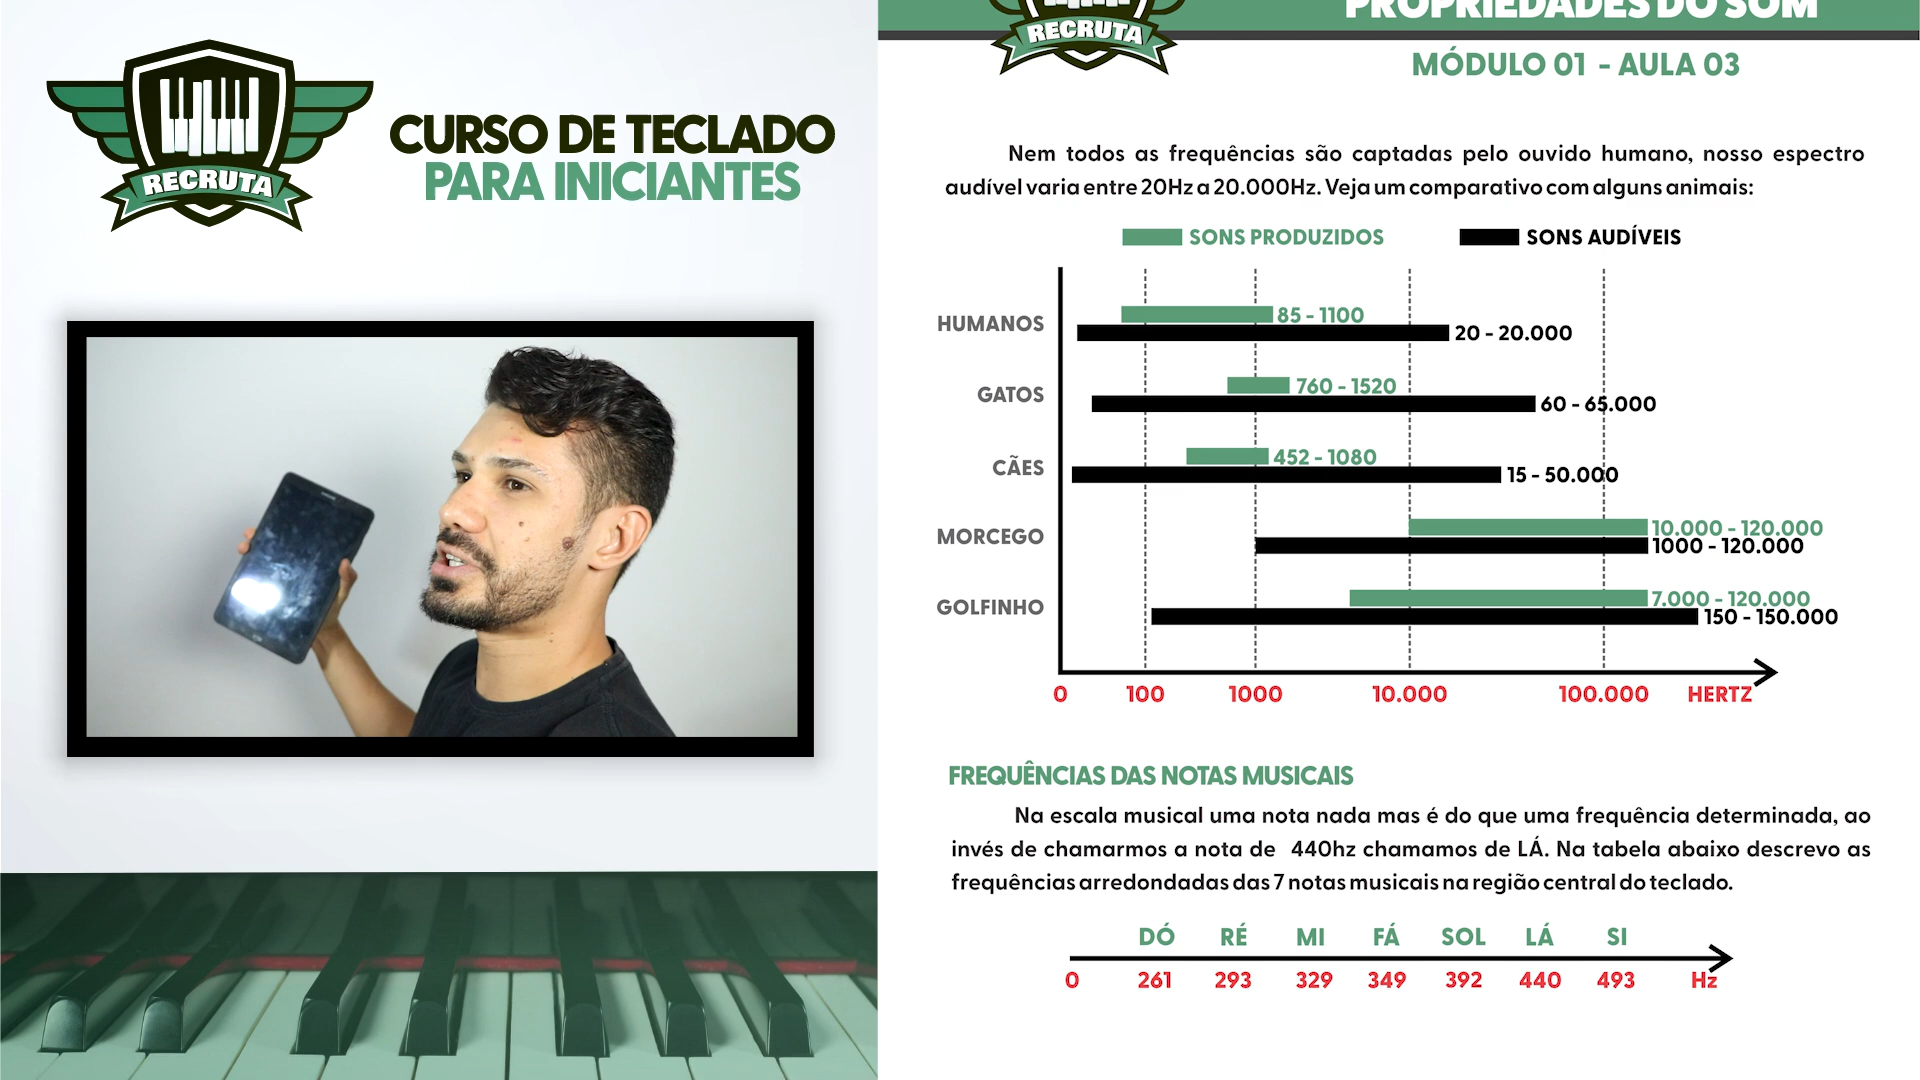 RECRUTA
CURSO DE TECLADO
PARA INICIANTES
RECRUTA
PROPRIEDADES DO SOM
MÓDULO 01 - AULA 03
Nem todos as frequências são captadas pelo ouvido humano, nosso espectro
audível varia entre 20Hz a 20.000Hz. Veja um comparativo com alguns animais:
SONS PRODUZIDOS SONS AUDÍVEIS
HUMANOS 85 - 1100
20 - 20.000
GATOS 760 - 1520
60 - 65.000
CÃES 452 - 1080
15 - 50.000
MORCEGO 10.000 - 120.000
1000 - 120.000
GOLFINHO 7.000 - 120.000
150 - 150.000
0 100 1000 10.000 100.000 HERTZ
FREQUÊNCIAS DAS NOTAS MUSICAIS
Na escala musical uma nota nada mas é do que uma frequência determinada, ao
invés de chamarmos a nota de 440hz chamamos de LÁ. Na tabela abaixo descrevo as
frequências arredondadas das 7 notas musicais na região central do teclado.
DÓ RÉ MI FÁ SOL LÁ SI
0 261 293 329 349 392 440 493 Hz